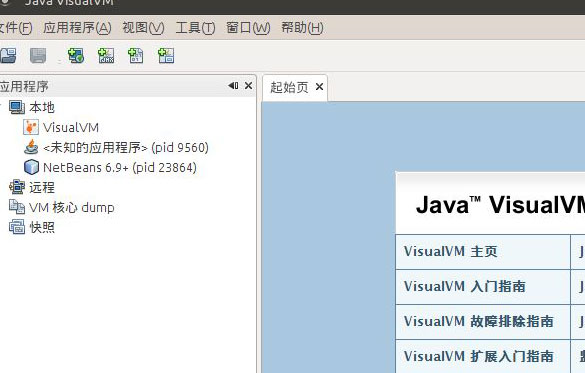 Java VisualVM
文件(F) 应用程序(A) 视图(V) 工具(T) 窗口(W) 帮助(H)
应用程序
起始页
本地
VisualVM
<未知的应用程序> (pid 9560)
NetBeans 6.9+ (pid 23864)
远程
VM 核心 dump
快照
Java™ VisualVM
VisualVM 主页
VisualVM 入门指南
VisualVM 故障排除指南
VisualVM 扩展入门指南